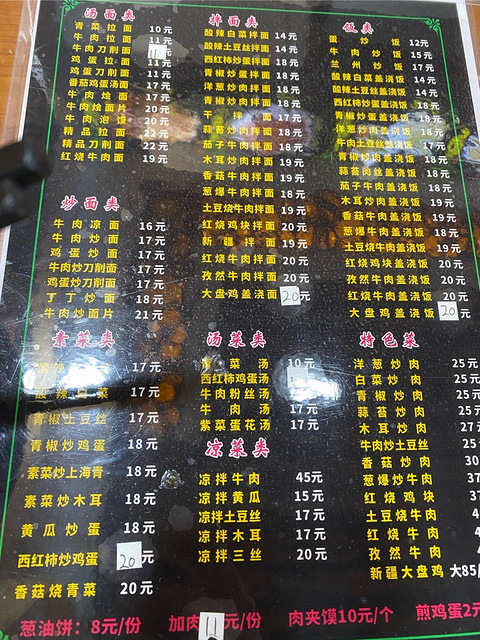 汤面类
青菜拉面 10元
牛肉拉面 11元
牛肉刀削面 11元
鸡蛋拉面 11元
鸡蛋刀削面 11元
番茄鸡蛋汤面 17元
牛肉烩面 17元
牛肉烩面片 20元
牛肉泡馍 20元
精品拉面 22元
精品刀削面 22元
红烧牛肉面 19元
炒面类
牛肉凉面 16元
牛肉炒面 17元
鸡蛋炒面 17元
牛肉炒刀削面 17元
鸡蛋炒刀削面 17元
丁丁炒面 18元
牛肉炒面片 21元
素菜类
酸辣 17元
酸辣白菜 17元
青椒土豆丝 17元
青椒炒鸡蛋 18元
素菜炒上海青 18元
素菜炒木耳 18元
黄瓜炒蛋 18元
西红柿炒鸡蛋 20元
香菇烧青菜 20元
拌面类
酸辣白菜拌面 14元
酸辣土豆丝拌面 14元
西红柿炒蛋拌面 18元
青椒炒蛋拌面 18元
洋葱炒肉拌面 18元
青椒炒肉拌面 18元
干拌面 17元
蒜苔炒肉拌面 18元
茄子牛肉拌面 18元
木耳炒肉拌面 19元
香菇牛肉拌面 19元
葱爆牛肉拌面 18元
土豆烧牛肉拌面 19元
红烧鸡块拌面 20元
新疆拌面 19元
红烧牛肉拌面 20元
孜然牛肉拌面 20元
大盘鸡盖浇面 20元
汤菜类
青菜汤 10元
西红柿鸡蛋汤
牛肉粉丝汤
牛肉汤 17元
紫菜蛋花汤 17元
凉菜类
凉拌牛肉 45元
凉拌黄瓜 15元
凉拌土豆丝 17元
凉拌木耳 17元
凉拌三丝 20元
饭类
蛋炒饭 12元
牛肉炒饭 15元
兰州炒饭 17元
酸辣白菜盖浇饭 14元
酸辣土豆丝盖浇饭 14元
西红柿炒蛋盖浇饭 18元
青椒炒蛋盖浇饭 18元
洋葱炒肉盖浇饭 18元
牛肉土豆丝盖浇饭 17元
青椒炒肉盖浇饭 18元
蒜苔肉丝盖浇饭 18元
茄子牛肉盖浇饭 18元
木耳炒肉盖浇饭 19元
香菇牛肉盖浇饭 19元
葱爆牛肉盖浇饭 18元
土豆烧牛肉盖浇饭 19元
红烧鸡块盖浇饭 20元
孜然牛肉盖浇饭 20元
红烧牛肉盖浇饭 20元
大盘鸡盖浇饭 20元
特色菜
洋葱炒肉 25元
白菜炒肉 25元
青椒炒肉 25元
蒜苔炒肉 25元
木耳炒肉 27元
牛肉炒土豆丝 25
香菇炒肉 30
葱爆炒牛肉 37
红烧鸡块 37
土豆烧牛肉 4
红烧牛肉 4
孜然牛肉 4
新疆大盘鸡 大85/
葱油饼：8元/份 加肉11元/份 肉夹馍10元/个 煎鸡蛋2元